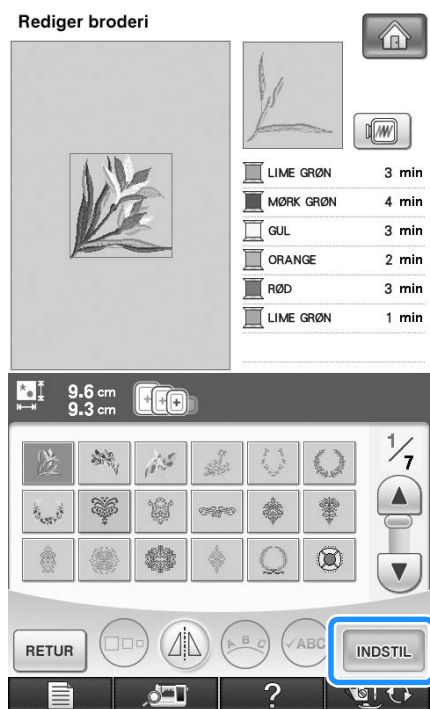 Rediger broderi
LIME GRØN 3 min
MØRK GRØN 4 min
GUL 3 min
ORANGE 2 min
RØD 3 min
LIME GRØN 1 min
9.6 cm
9.3 cm
1/7
RETUR
A B C
✓ABC
INDSTIL
?